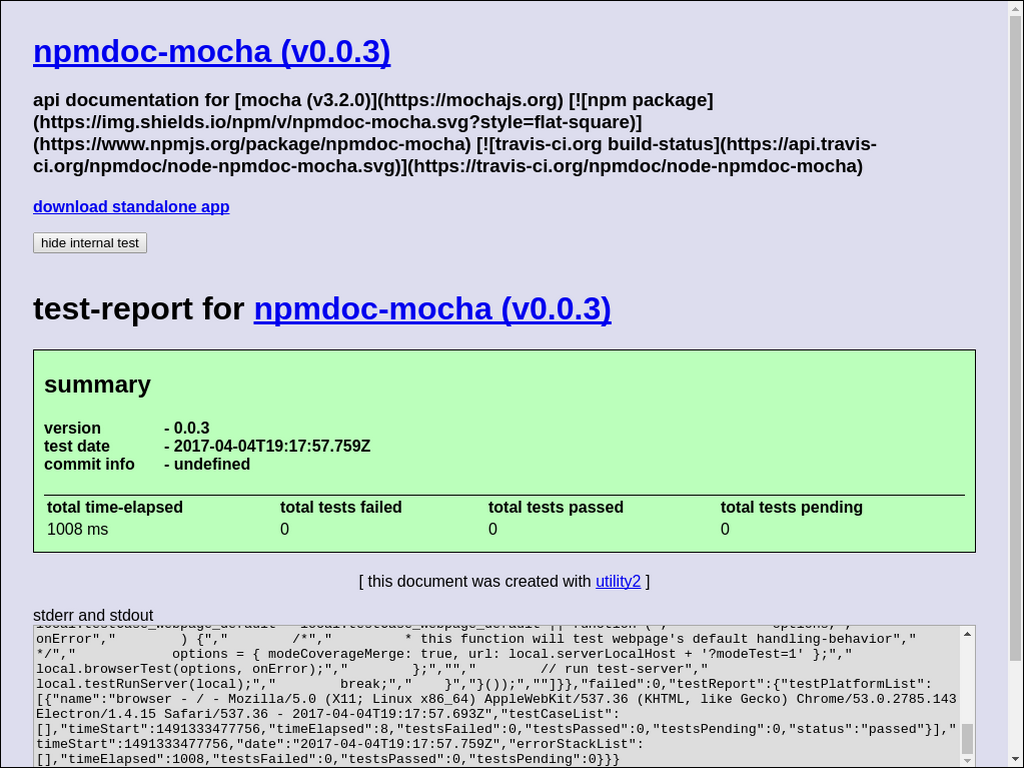 npmdoc-mocha (v0.0.3)
api documentation for [mocha (v3.2.0)](https://mochajs.org) [![npm package]
(https://img.shields.io/npm/v/npmdoc-mocha.svg?style=flat-square)]
(https://www.npmjs.org/package/npmdoc-mocha) [![travis-ci.org build-status](https://api.travis-
ci.org/npmdoc/node-npmdoc-mocha.svg)](https://travis-ci.org/npmdoc/node-npmdoc-mocha)
download standalone app
hide internal test
test-report for npmdoc-mocha (v0.0.3)
summary
version - 0.0.3
test date - 2017-04-04T19:17:57.759Z
commit info - undefined
total time-elapsed total tests failed total tests passed total tests pending
1008 ms 0 0 0
[ this document was created with utility2 ]
stderr and stdout
onError"," ) {"," /*"," * this function will test webpage's default handling-behavior","
*/"," options = { modeCoverageMerge: true, url: local.serverLocalHost + '?modeTest=1' };","
local.browserTest(options, onError);"," };",""," // run test-server","
local.testRunServer(local);"," break;"," }","}());",""]}},"failed":0,"testReport":{"testPlatformList":
[{"name":"browser - / - Mozilla/5.0 (X11; Linux x86_64) AppleWebKit/537.36 (KHTML, like Gecko) Chrome/53.0.2785.143
Electron/1.4.15 Safari/537.36 - 2017-04-04T19:17:57.693Z","testCaseList":
[],"timeStart":1491333477756,"timeElapsed":8,"testsFailed":0,"testsPassed":0,"testsPending":0,"status":"passed"}],"
timeStart":1491333477756,"date":"2017-04-04T19:17:57.759Z","errorStackList":
[],"timeElapsed":1008,"testsFailed":0,"testsPassed":0,"testsPending":0}}}